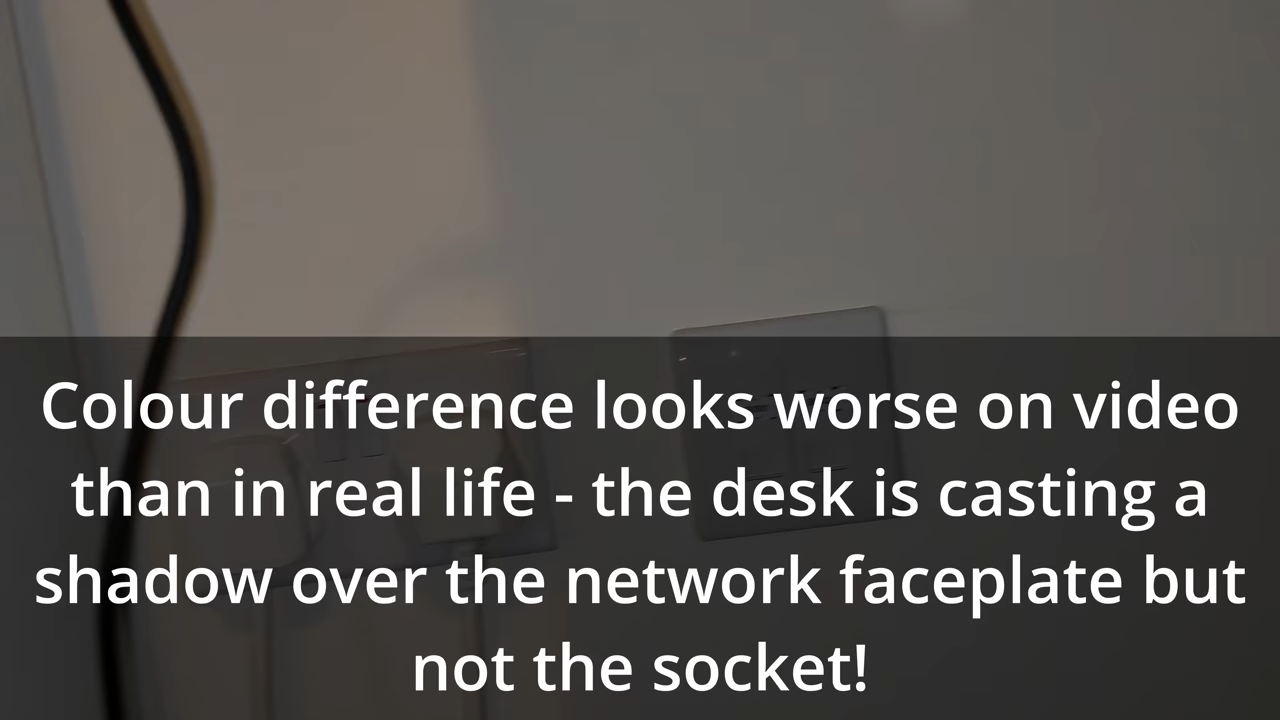 Colour difference looks worse on video
than in real life - the desk is casting a
shadow over the network faceplate but
not the socket!